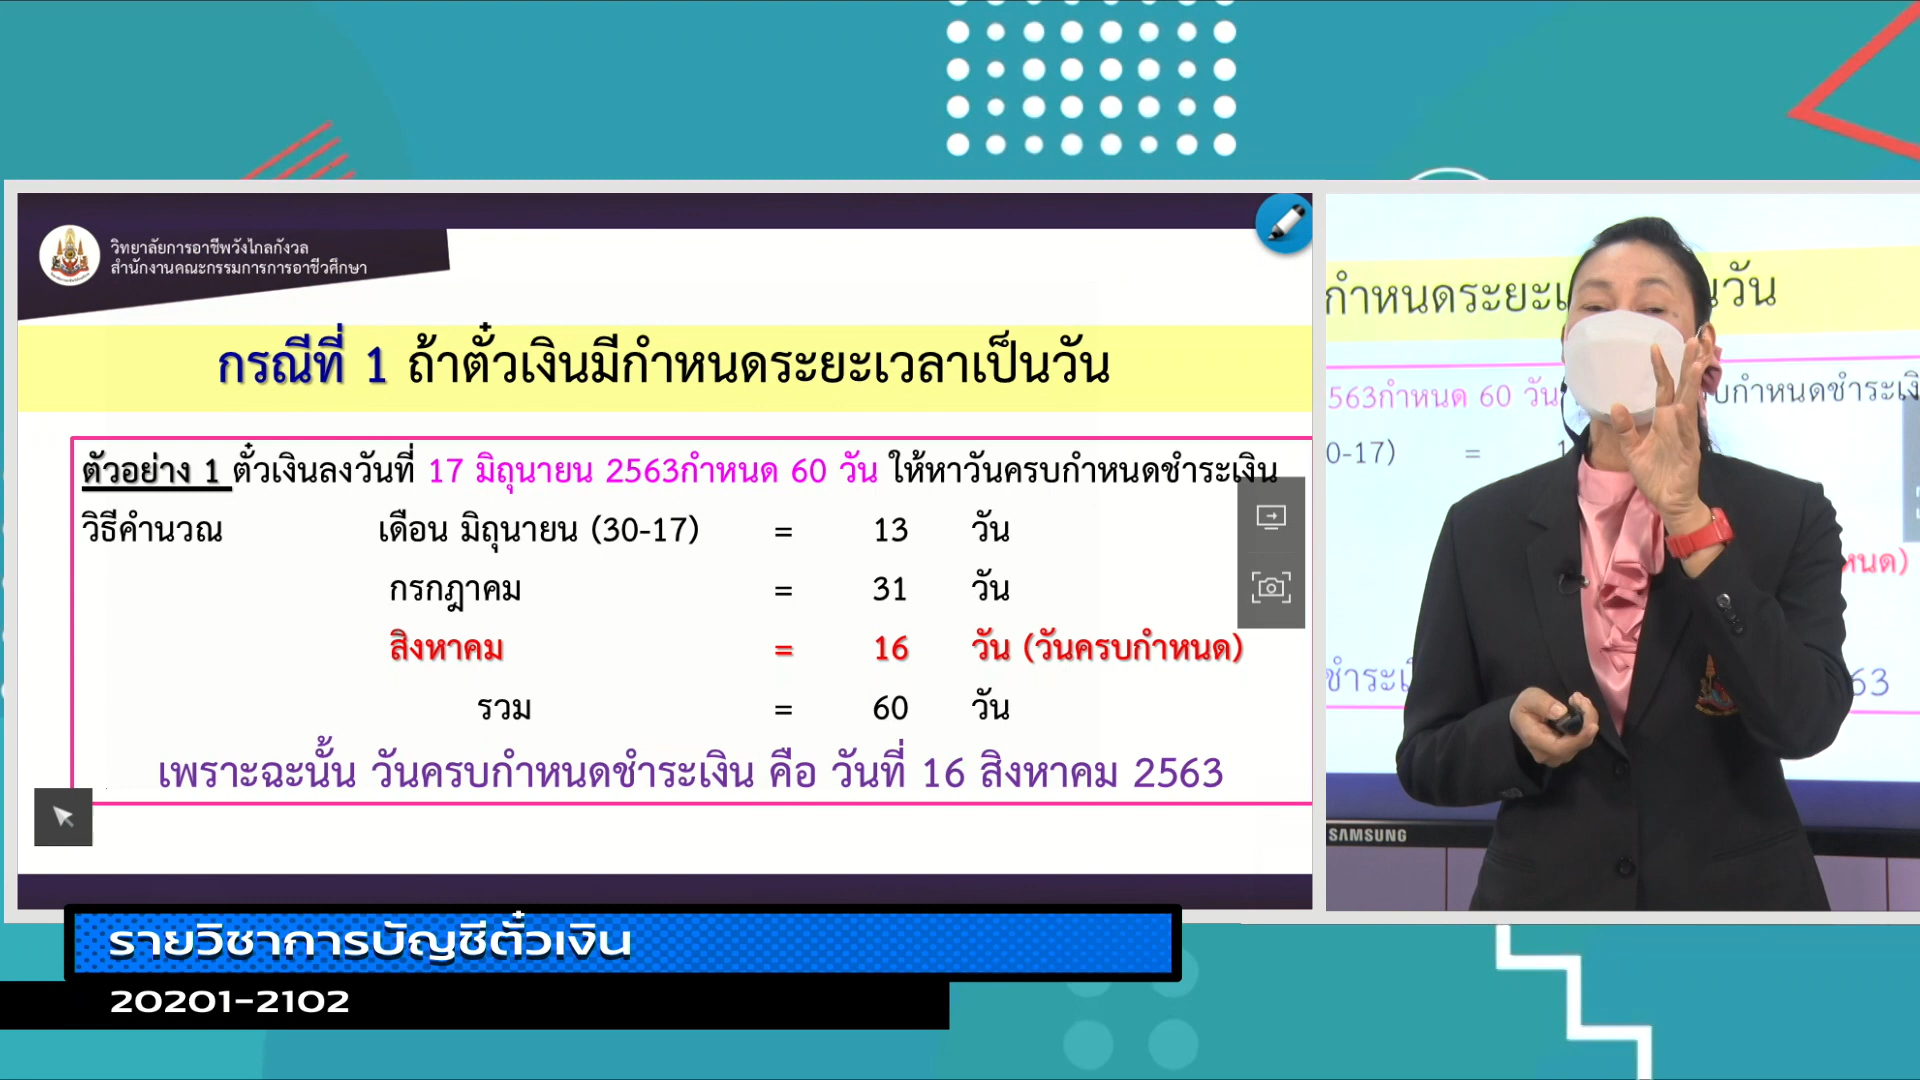 วิทยาลัยการอาชีพวังไกลกังวล
สำนักงานคณะกรรมการการอาชีวศึกษา
กรณีที่ 1 ถ้าตั๋วเงินมีกำหนดระยะเวลาเป็นวัน
ตัวอย่าง 1 ตั๋วเงินลงวันที่ 17 มิถุนายน 2563กำหนด 60 วัน ให้หาวันครบกำหนดชำระเงิน
วิธีคำนวณ เดือน มิถุนายน (30-17) = 13 วัน
กรกฎาคม = 31 วัน
สิงหาคม = 16 วัน (วันครบกำหนด)
รวม = 60 วัน
เพราะฉะนั้น วันครบกำหนดชำระเงิน คือ วันที่ 16 สิงหาคม 2563
กำหนดระยะเ นวัน
563กำหนด 60 วัน บกำหนดชำระเงิ
0-17) = 1
หนด)
ชำระเงิ 63
SAMSUNG
รายวิชาการบัญชีตั๋วเงิน
20201-2102